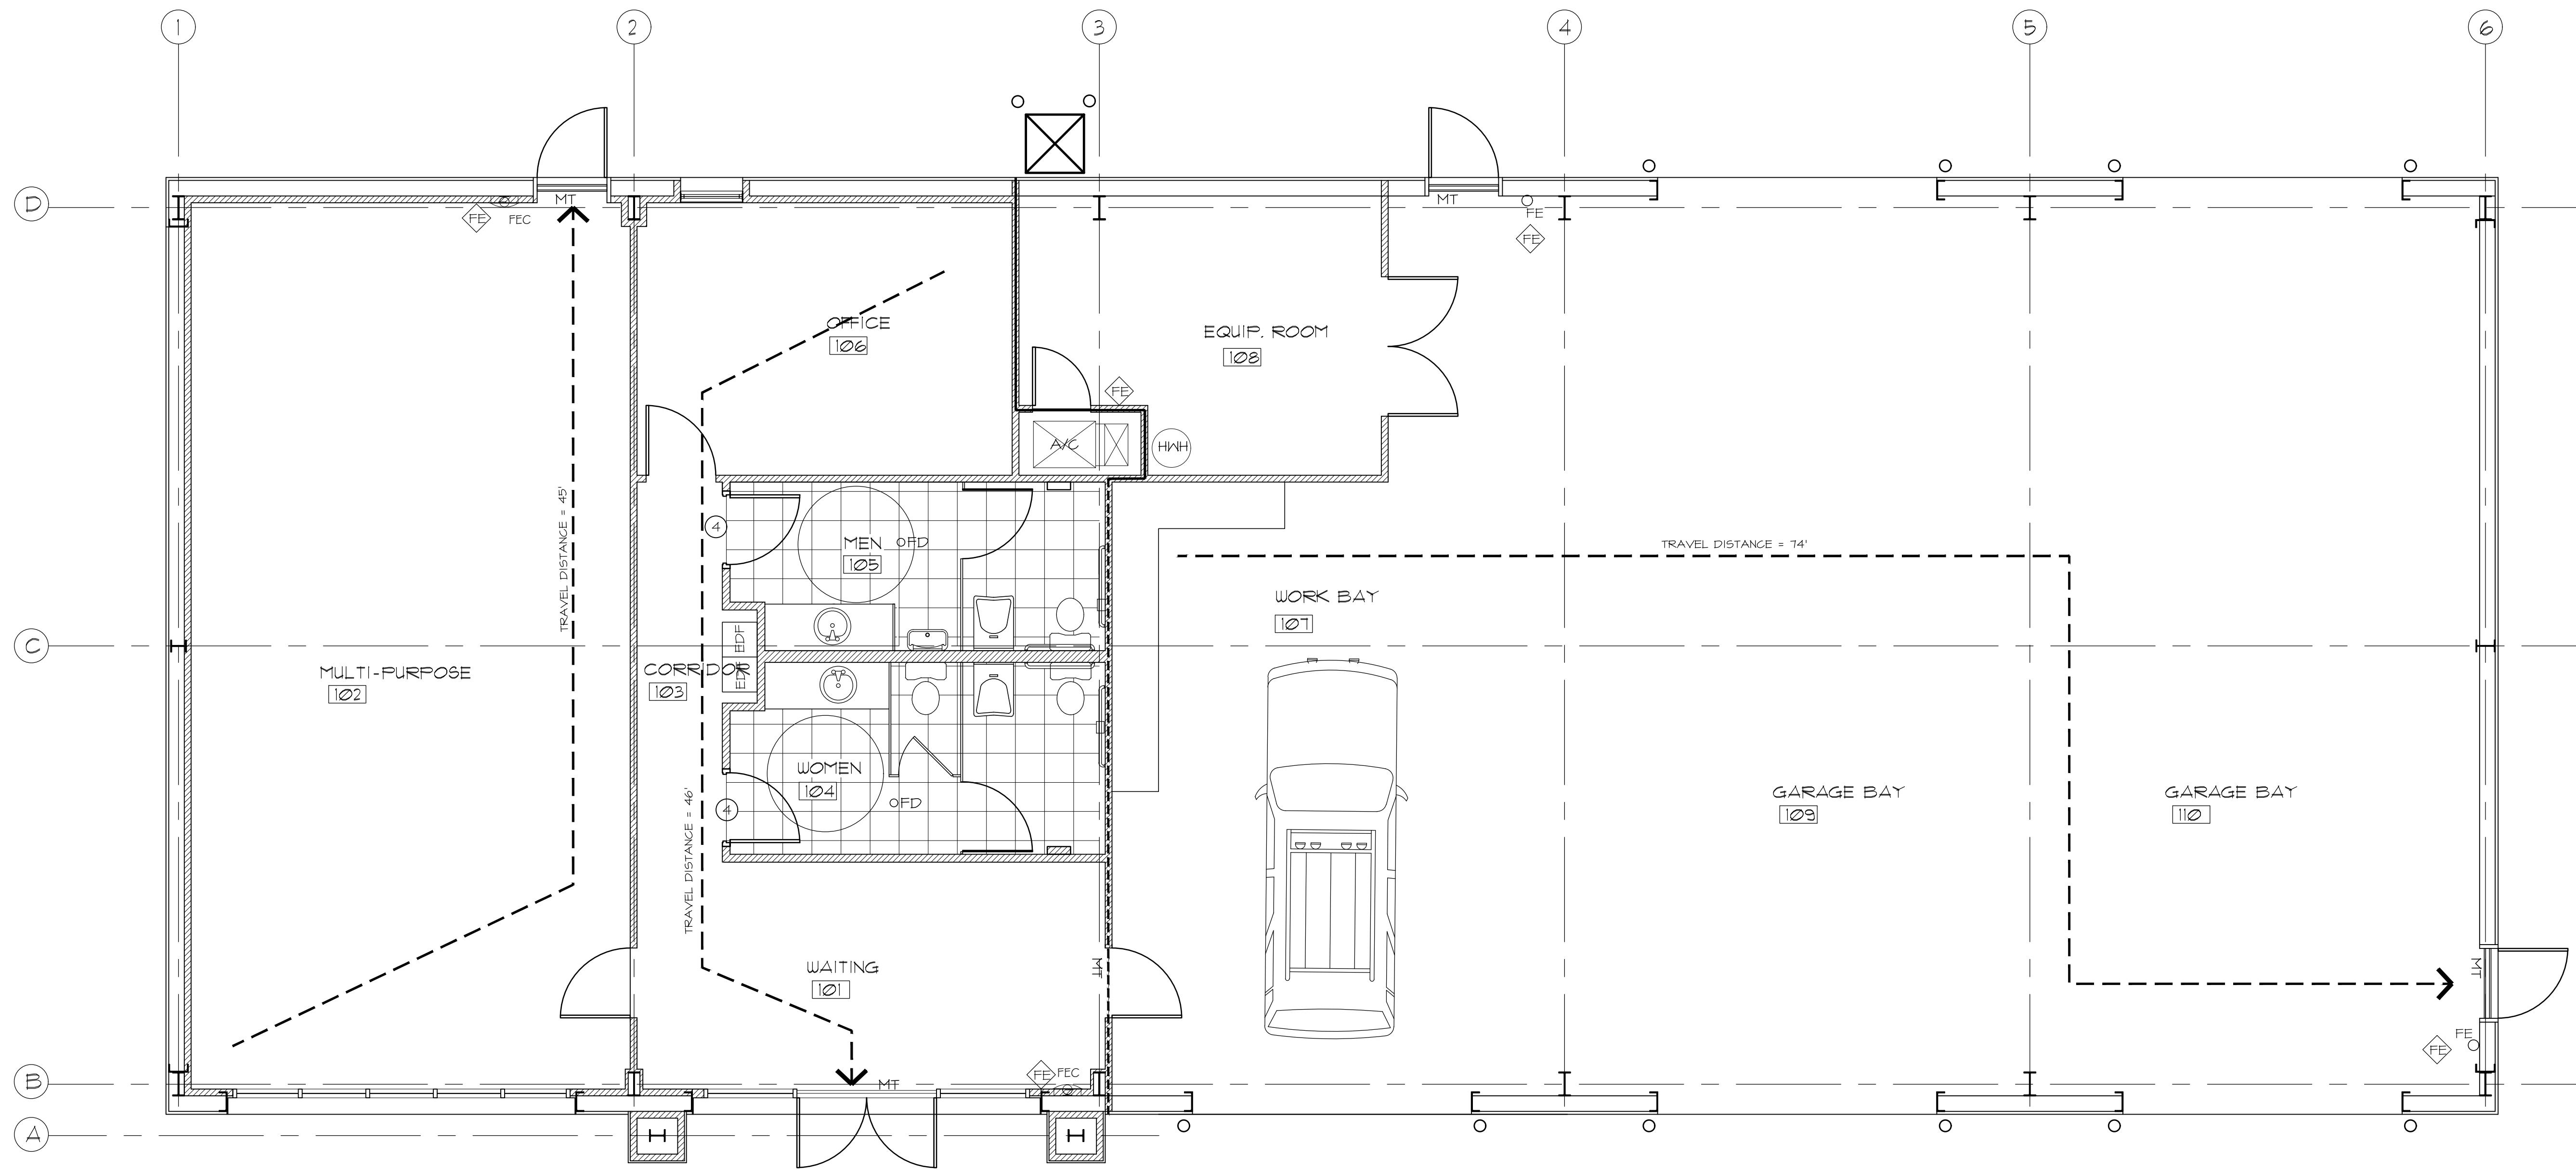 1
2
3
4
5
6
D
MT
FE
FEC
MT
FE
FE
OFFICE
106
EQUIP. ROOM
108
FE
A/C
HWH
TRAVEL DISTANCE = 45'
4
MEN
FD
105
TRAVEL DISTANCE = 74'
WORK BAY
107
C
EDF
EDF
MULTI-PURPOSE
102
CORRIDOR
103
WOMEN
104
FD
4
TRAVEL DISTANCE = 46'
GARAGE BAY
109
GARAGE BAY
110
WAITING
101
MT
MT
FE
FE
B
FE
FEC
MT
A